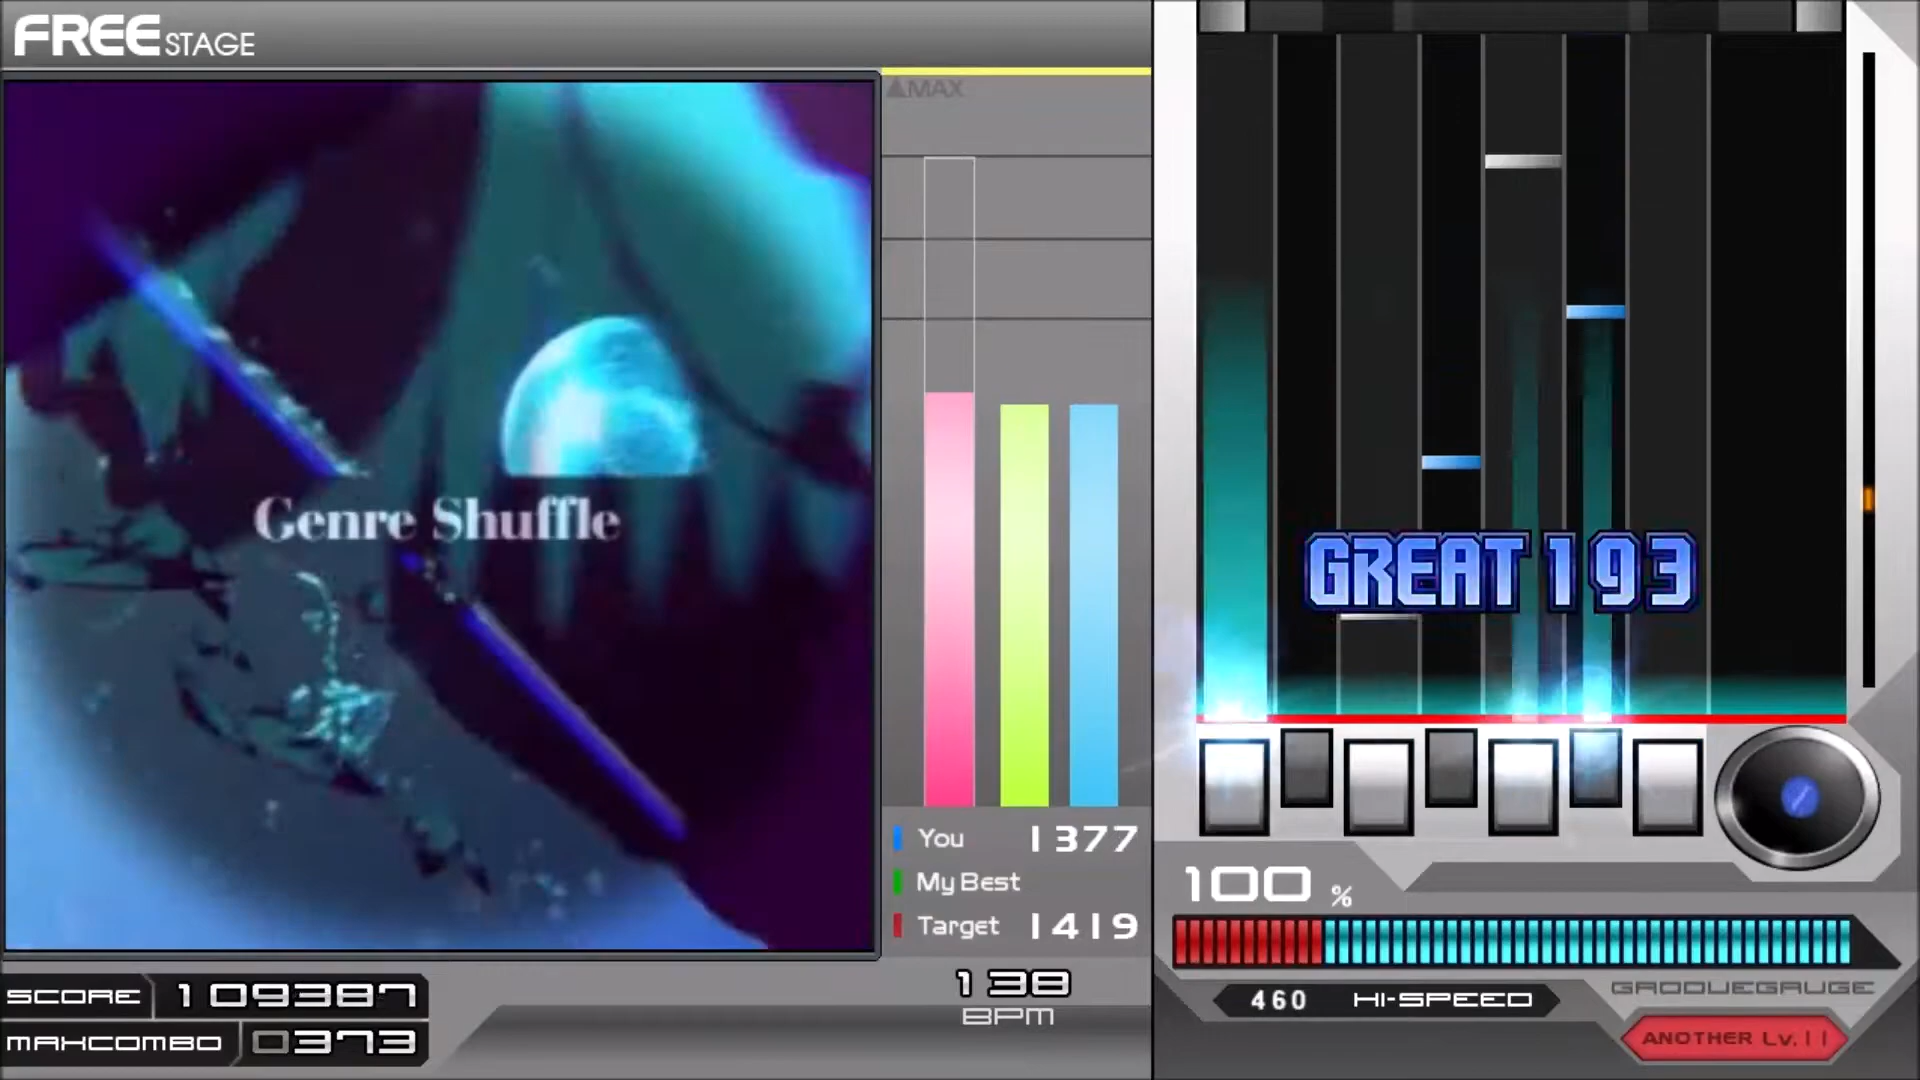 FREE STAGE
▲MAX
Genre Shuffle
GREAT 193
You 1377
My Best
Target 1419
100 %
SCORE 109387
MAXCOMBO 0373
138
BPM
460 HI-SPEED
GROOVEGAUGE
ANOTHER Lv.11